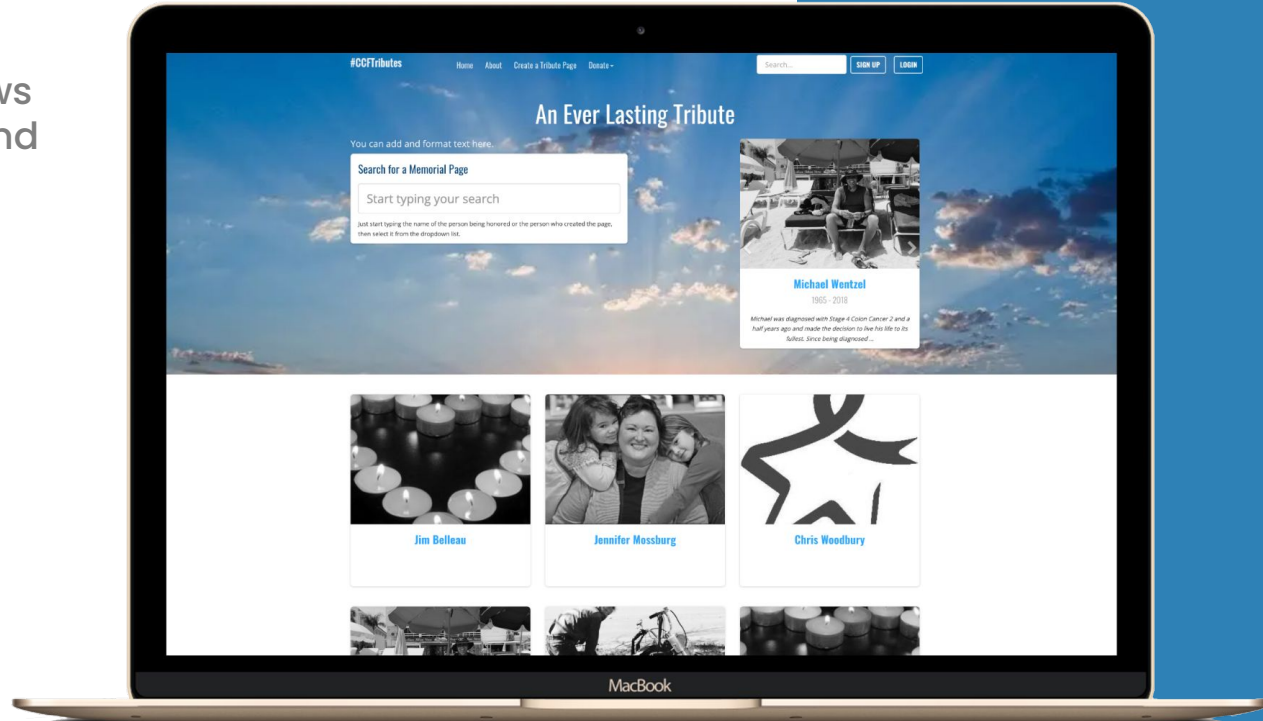 #CCFTributes
Home About Create a Tribute Page Donate
Search...
SIGN UP
LOGIN
An Ever Lasting Tribute
You can add and format text here.
Search for a Memorial Page
Start typing your search
Just start typing the name of the person being honored or the person who created the page,
then select it from the dropdown list.
Michael Wentzel
1965 - 2018
Michael was diagnosed with Stage 4 Colon Cancer 2 and a
half years ago and made the decision to live his life to its
fullest. Since being diagnosed ...
Jim Belleau
Jennifer Mossburg
Chris Woodbury
MacBook